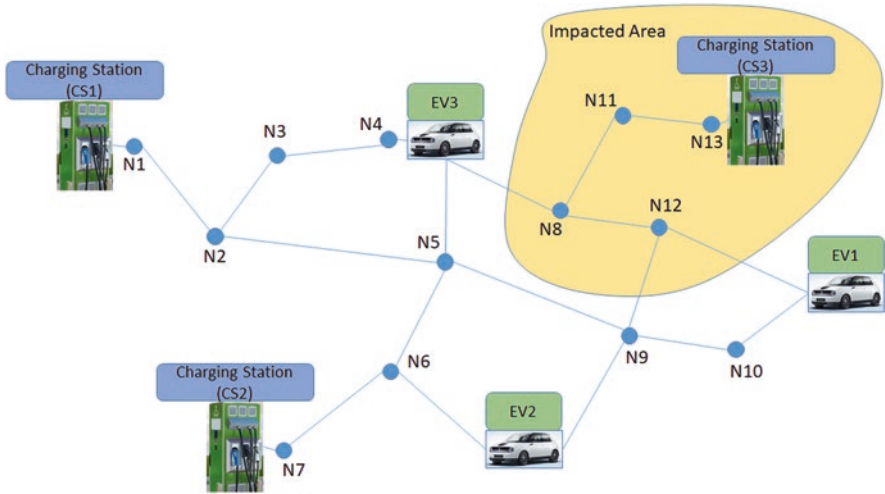 Impacted Area
Charging Station
(CS1)
Charging Station
(CS3)
EV3
N11
N4
N3
N13
N1
N12
N8
N5
N2
EV1
N6
N9
N10
Charging Station
(CS2)
EV2
N7